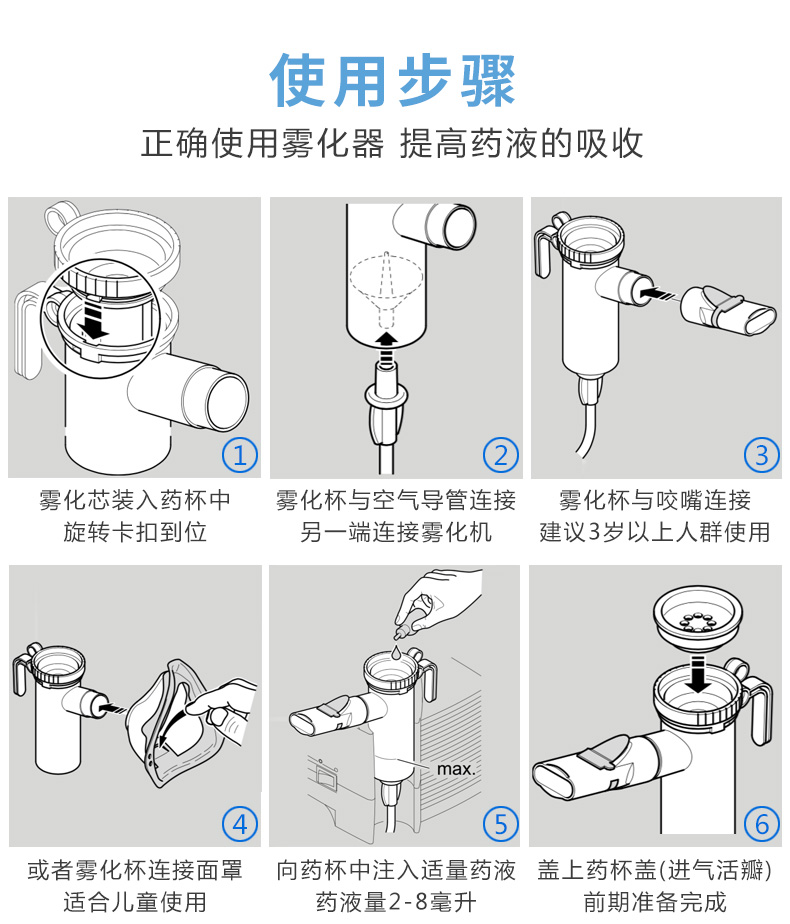 使用步骤
正确使用雾化器 提高药液的吸收
①
②
③
雾化芯装入药杯中
旋转卡扣到位
雾化杯与空气导管连接
另一端连接雾化机
雾化杯与咬嘴连接
建议3岁以上人群使用
max.
④
⑤
⑥
或者雾化杯连接面罩
适合儿童使用
向药杯中注入适量药液
药液量2-8毫升
盖上药杯盖(进气活瓣)
前期准备完成